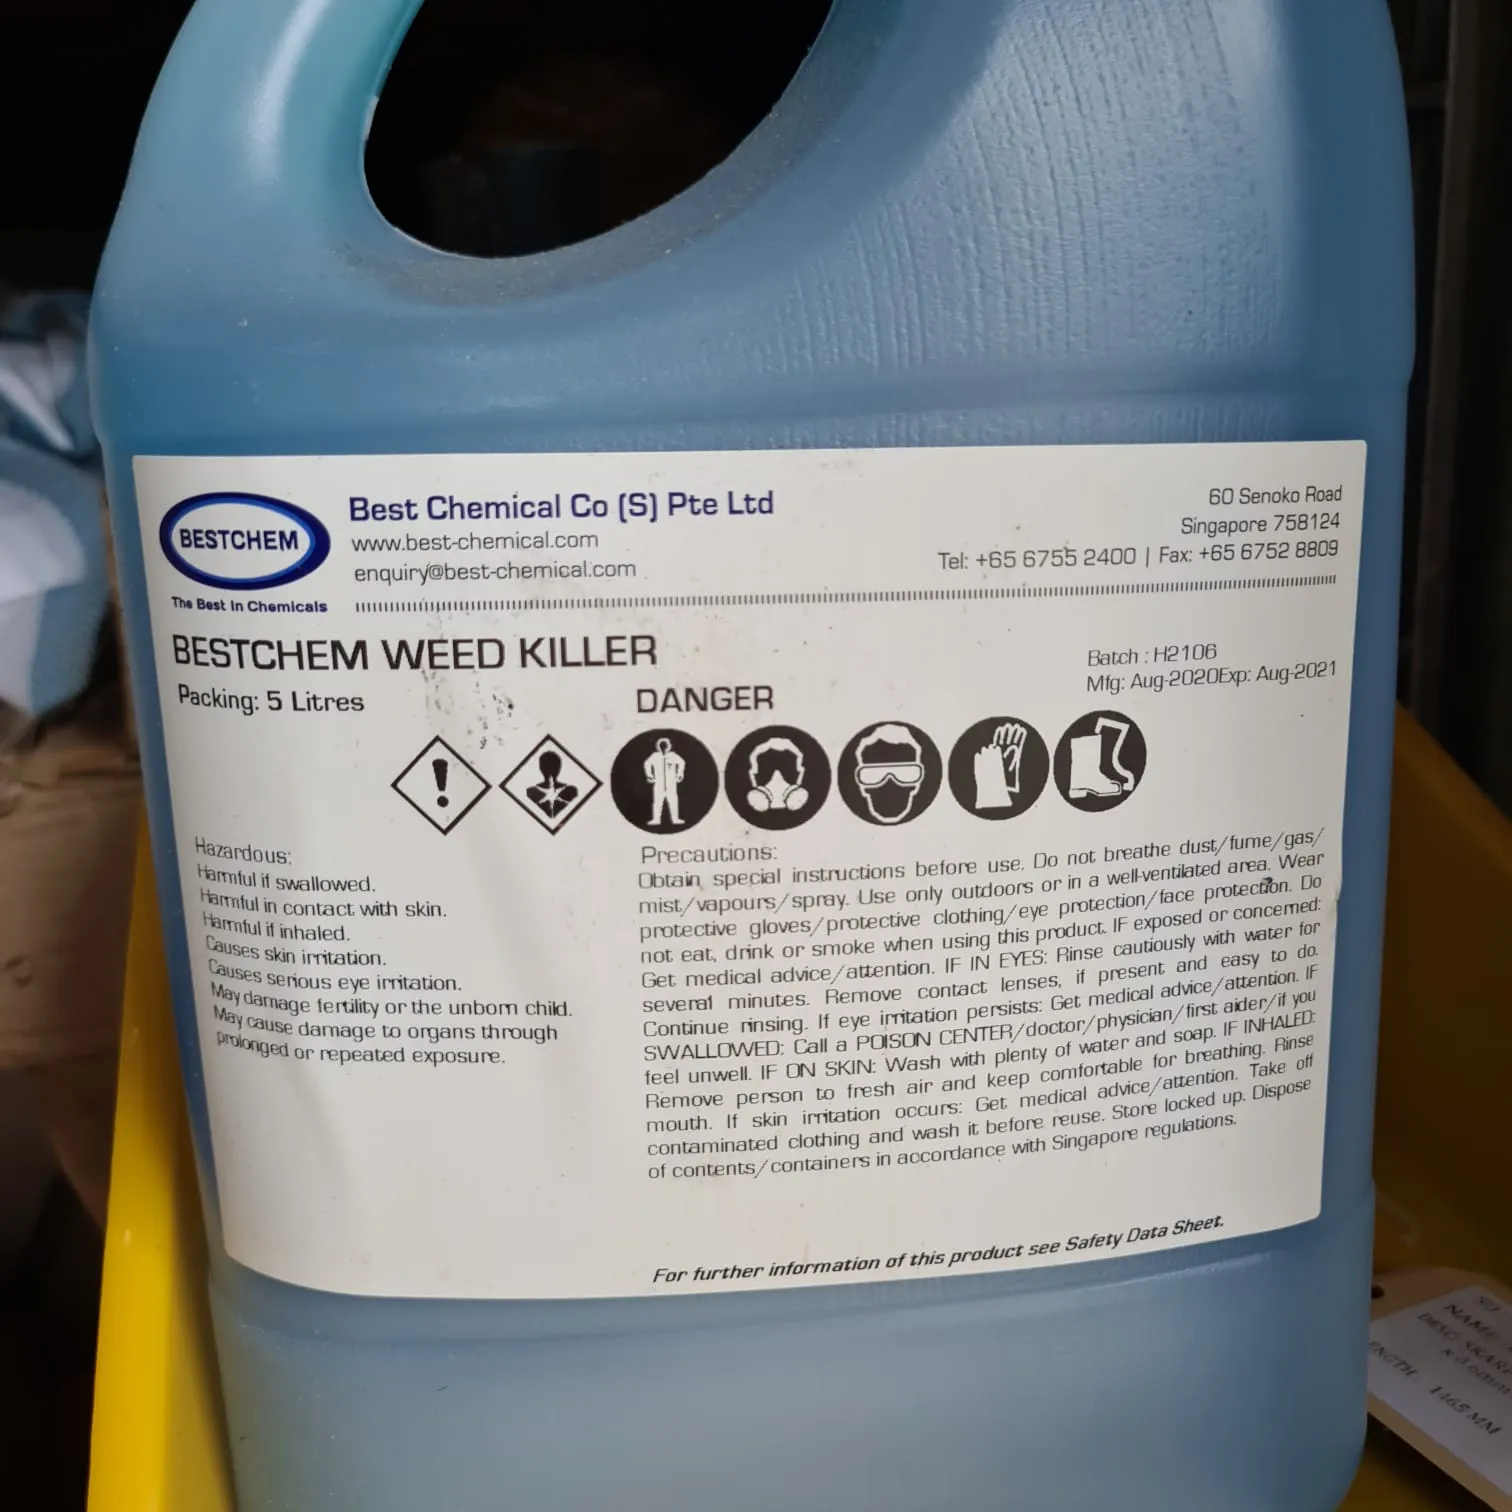 BESTCHEM
The Best In Chemicals
Best Chemical Co (S) Pte Ltd
www.best-chemical.com
enquiry@best-chemical.com
60 Senoko Road
Singapore 758124
Tel: +65 6755 2400 | Fax: +65 6752 8809
BESTCHEM WEED KILLER
Packing: 5 Litres
Batch : H2106
Mfg: Aug-2020Exp: Aug-2021
DANGER
Hazardous:
Harmful if swallowed.
Harmful in contact with skin.
Harmful if inhaled.
Causes skin irritation.
Causes serious eye irritation.
May damage fertility or the unborn child.
May cause damage to organs through
prolonged or repeated exposure.
Precautions:
Obtain special instructions before use. Do not breathe dust/fume/gas/
mist/vapours/spray. Use only outdoors or in a well-ventilated area. Wear
protective gloves/protective clothing/eye protection/face protection. Do
not eat, drink or smoke when using this product. IF exposed or concerned:
Get medical advice/attention. IF IN EYES: Rinse cautiously with water for
several minutes. Remove contact lenses, if present and easy to do.
Continue rinsing. If eye irritation persists: Get medical advice/attention. IF
SWALLOWED: Call a POISON CENTER/doctor/physician/first aider/if you
feel unwell. IF ON SKIN: Wash with plenty of water and soap. IF INHALED:
Remove person to fresh air and keep comfortable for breathing. Rinse
mouth. If skin irritation occurs: Get medical advice/attention. Take off
contaminated clothing and wash it before reuse. Store locked up. Dispose
of contents/containers in accordance with Singapore regulations.
For further information of this product see Safety Data Sheet.
NAME
1465 MM